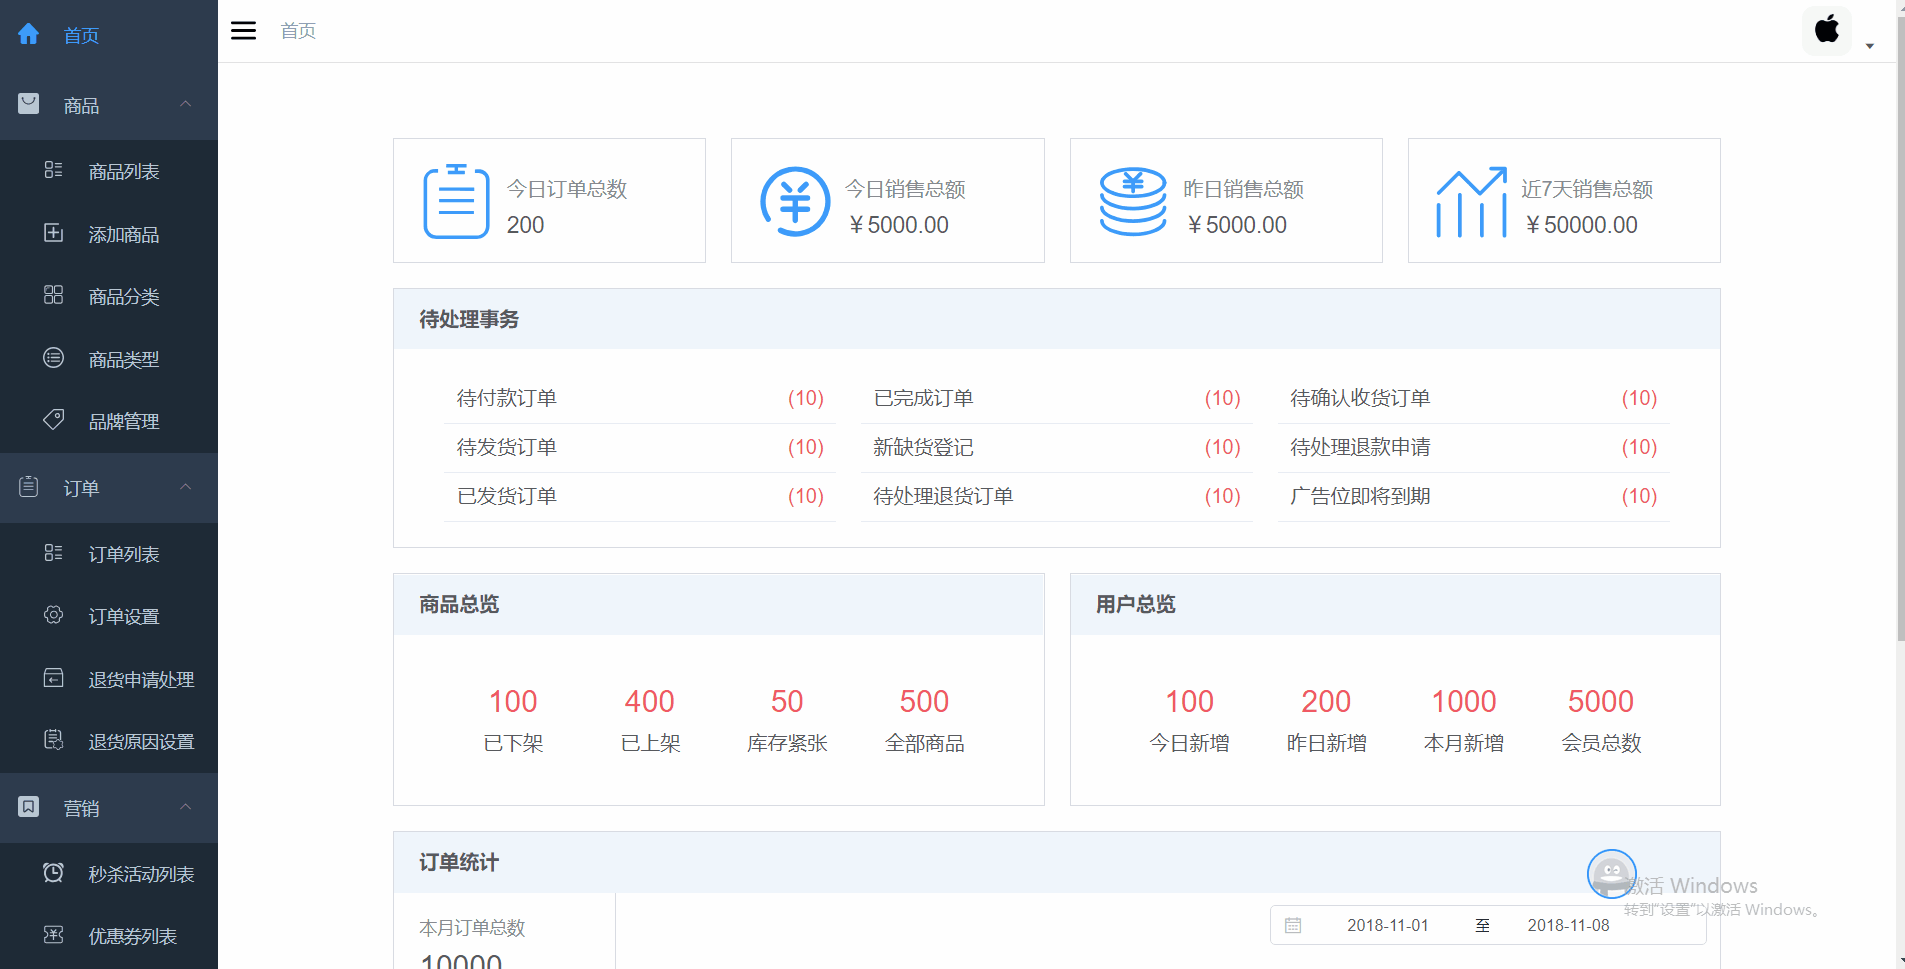 首页
商品
商品列表
添加商品
商品分类
商品类型
品牌管理
订单
订单列表
订单设置
退货申请处理
退货原因设置
营销
秒杀活动列表
优惠券列表
首页
今日订单总数
200
今日销售总额
￥5000.00
昨日销售总额
￥5000.00
近7天销售总额
￥50000.00
待处理事务
待付款订单 (10) 已完成订单 (10) 待确认收货订单 (10)
待发货订单 (10) 新缺货登记 (10) 待处理退款申请 (10)
已发货订单 (10) 待处理退货订单 (10) 广告位即将到期 (10)
商品总览
100 400 50 500
已下架 已上架 库存紧张 全部商品
用户总览
100 200 1000 5000
今日新增 昨日新增 本月新增 会员总数
订单统计
本月订单总数
10000
2018-11-01 至 2018-11-08
激活 Windows
转到"设置"以激活 Windows。